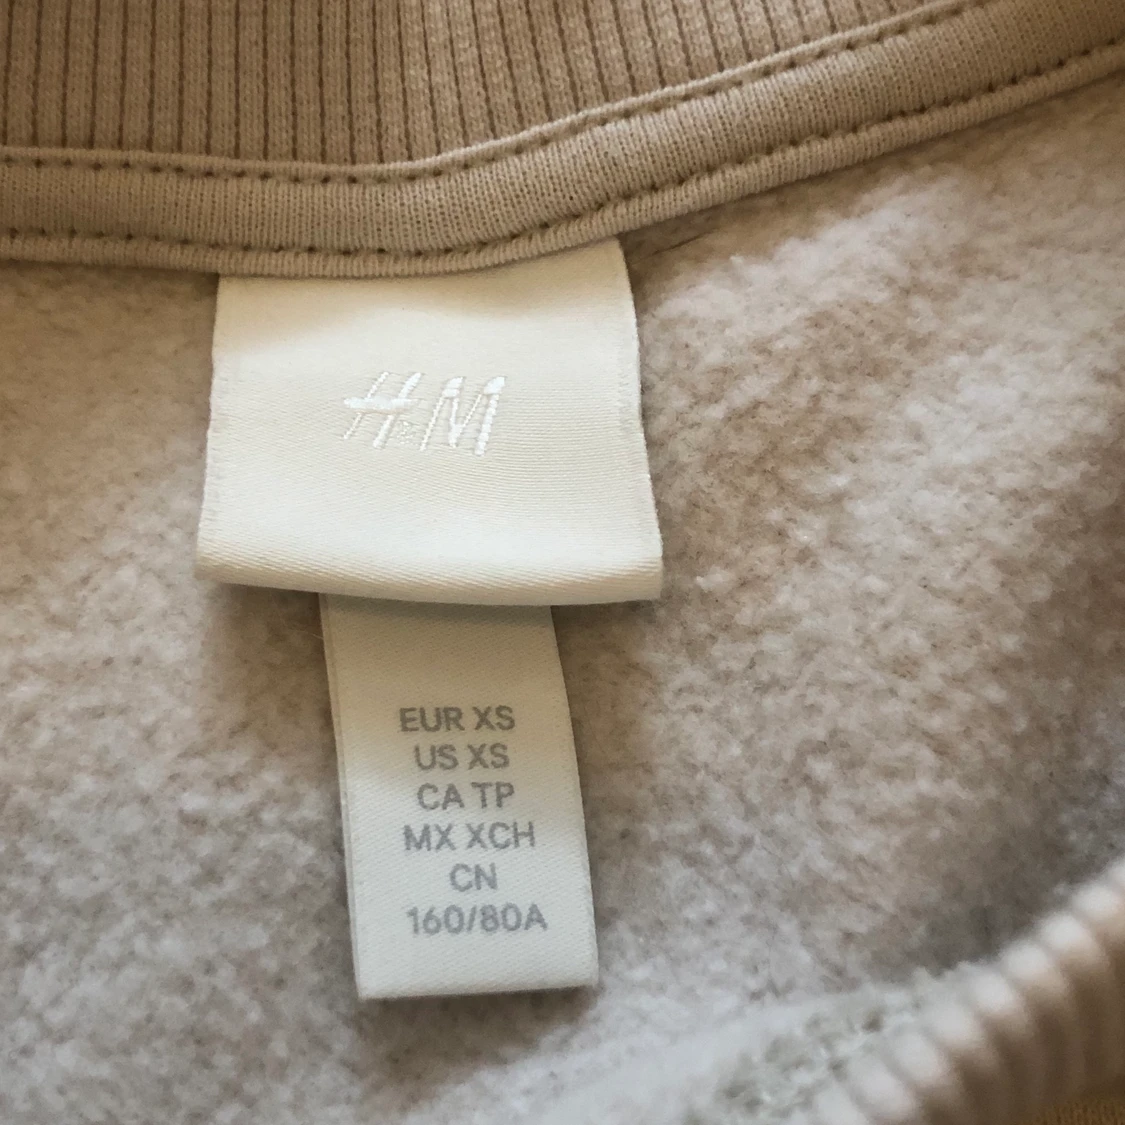 H&M
EUR XS
US XS
CA TP
MX XCH
CN
160/80A